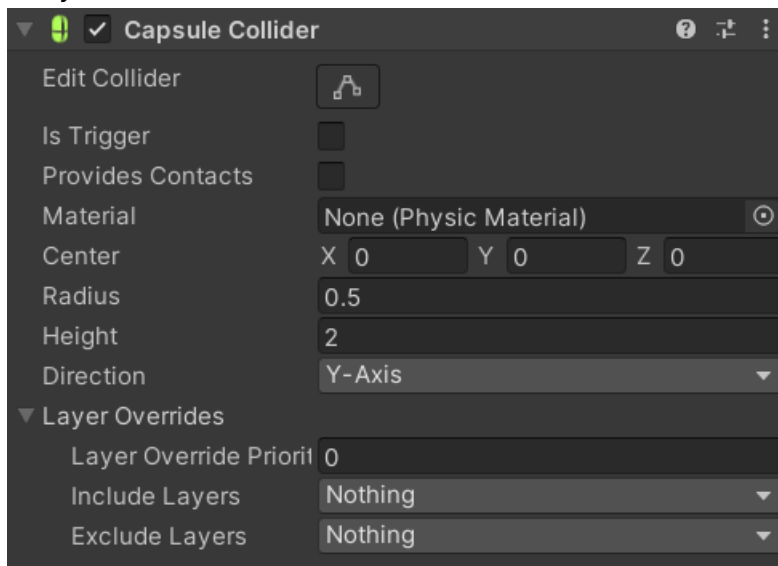 Capsule Collider
Edit Collider
Is Trigger
Provides Contacts
Material None (Physic Material)
Center X 0 Y 0 Z 0
Radius 0.5
Height 2
Direction Y-Axis
Layer Overrides
Layer Override Priorit 0
Include Layers Nothing
Exclude Layers Nothing